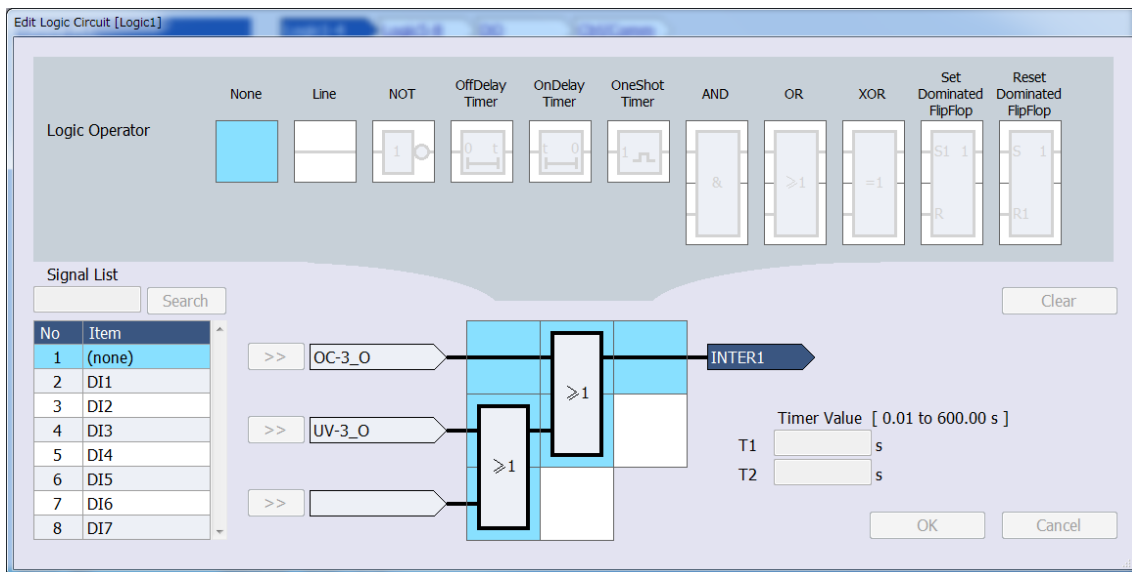 Edit Logic Circuit [Logic1]
None
Line
NOT
OffDelay
Timer
OnDelay
Timer
OneShot
Timer
AND
OR
XOR
Set
Dominated
FlipFlop
Reset
Dominated
FlipFlop
Logic Operator
1
0 t
t 0
1
&
≥1
=1
S1 1
R
S 1
R1
Signal List
Search
Clear
No Item
1 (none)
2 DI1
3 DI2
4 DI3
5 DI4
6 DI5
7 DI6
8 DI7
>> OC-3_O
>> UV-3_O
>>
≥1
≥1
INTER1
Timer Value [ 0.01 to 600.00 s ]
T1 s
T2 s
OK
Cancel